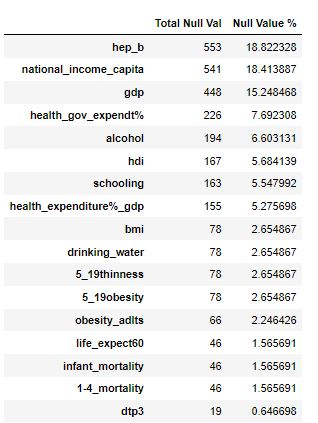 Total Null Val Null Value %
hep_b 553 18.822328
national_income_capita 541 18.413887
gdp 448 15.248468
health_gov_expendt% 226 7.692308
alcohol 194 6.603131
hdi 167 5.684139
schooling 163 5.547992
health_expenditure%_gdp 155 5.275698
bmi 78 2.654867
drinking_water 78 2.654867
5_19thinness 78 2.654867
5_19obesity 78 2.654867
obesity_adlts 66 2.246426
life_expect60 46 1.565691
infant_mortality 46 1.565691
1-4_mortality 46 1.565691
dtp3 19 0.646698